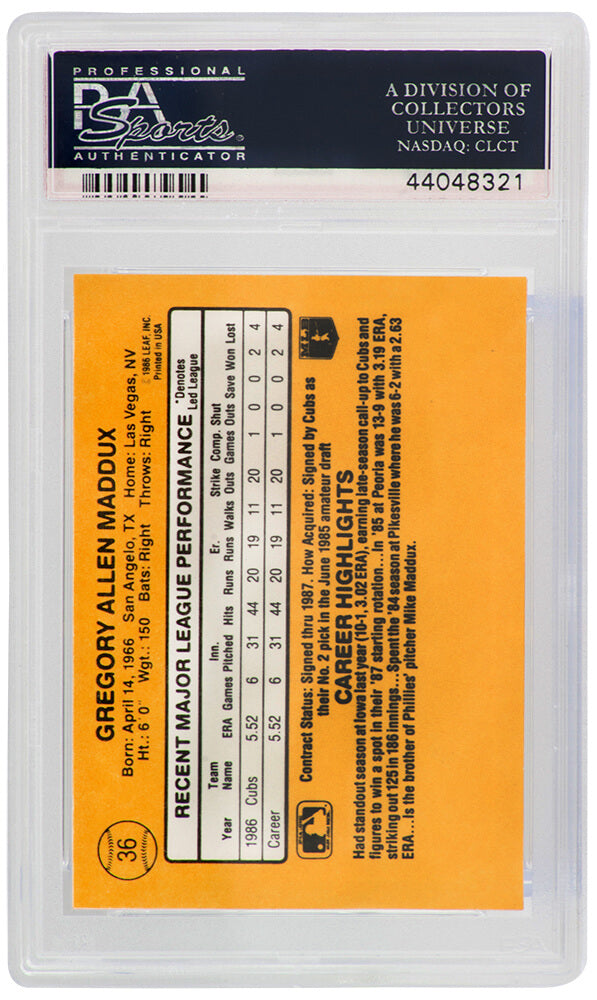 PROFESSIONAL
PSA
Sports
AUTHENTICATOR
A DIVISION OF
COLLECTORS
UNIVERSE
NASDAQ: CLCT
44048321
36
GREGORY ALLEN MADDUX
Born: April 14, 1966 San Angelo, TX Home: Las Vegas, NV
Ht.: 6' 0" Wgt.: 150 Bats: Right Throws: Right
© 1986 LEAF, INC.
Printed in USA
RECENT MAJOR LEAGUE PERFORMANCE
*Denotes
Led League
Year Team Name ERA Games Inn. Pitched Hits Runs Er. Runs Walks Strike Outs Comp. Games Shut Outs Save Won Lost
1986 Cubs 5.52 6 31 44 20 19 11 20 1 0 0 2 4
Career 5.52 6 31 44 20 19 11 20 1 0 0 2 4
Contract Status: Signed thru 1987. How Acquired: Signed by Cubs as
their No. 2 pick in the June 1985 amateur draft
MLB
CAREER HIGHLIGHTS
Had standout season at Iowa last year (10-1, 3.02 ERA), earning late-season call-up to Cubs and
figures to win a spot in their '87 starting rotation...In '85 at Peoria was 13-9 with 3.19 ERA,
striking out 125 in 186 innings...Spent the '84 season at Pikesville where he was 6-2 with a 2.63
ERA...Is the brother of Phillies' pitcher Mike Maddux.